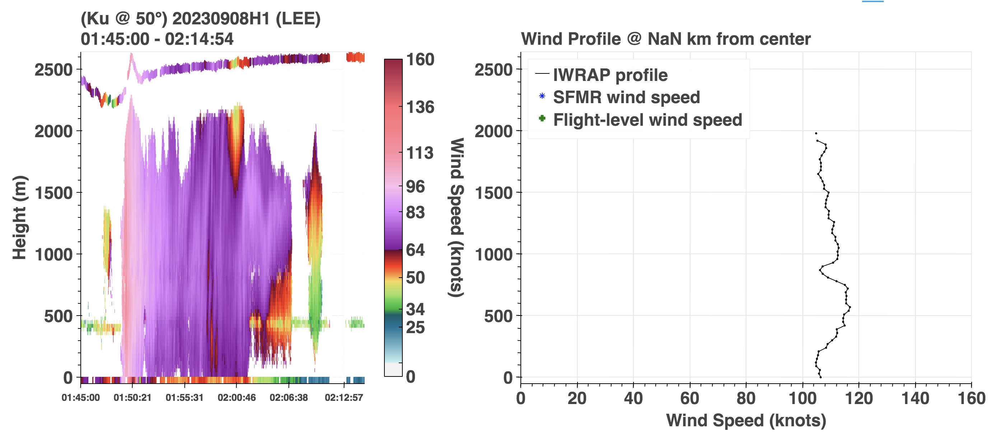 (Ku @ 50°) 20230908H1 (LEE)
01:45:00 - 02:14:54
Height (m)
2500
2000
1500
1000
500
0
01:45:00 01:50:21 01:55:31 02:00:46 02:06:38 02:12:57
160
136
113
96
83
64
50
34
25
0
Wind Speed (knots)
Wind Profile @ NaN km from center
IWRAP profile
SFMR wind speed
Flight-level wind speed
2500
2000
1500
1000
500
0
0 20 40 60 80 100 120 140 160
Wind Speed (knots)